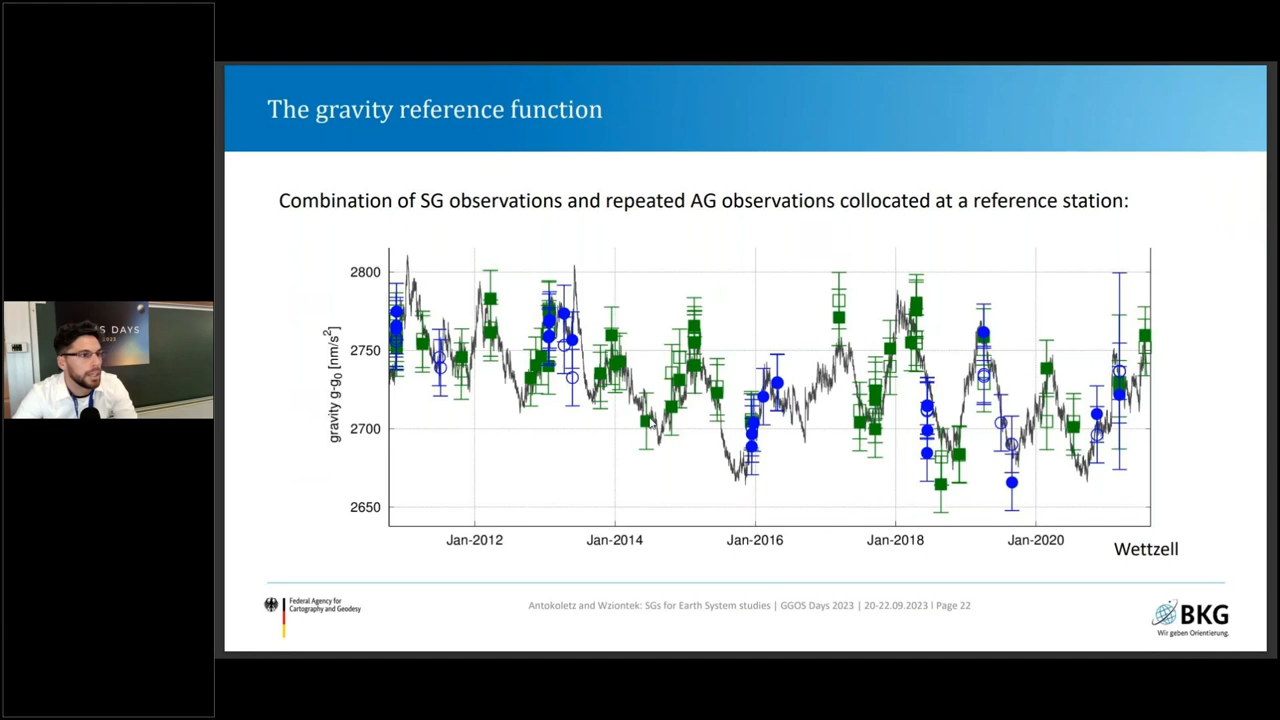 The gravity reference function
Combination of SG observations and repeated AG observations collocated at a reference station:
2800
2750
2700
2650
gravity g-g₀ [nm/s²]
Jan-2012 Jan-2014 Jan-2016 Jan-2018 Jan-2020
Wettzell
Federal Agency for
Cartography and Geodesy
Antokoletz and Wziontek: SGs for Earth System studies | GGOS Days 2023 | 20-22.09.2023 I Page 22
BKG
Wir geben Orientierung.
S DAYS
2023